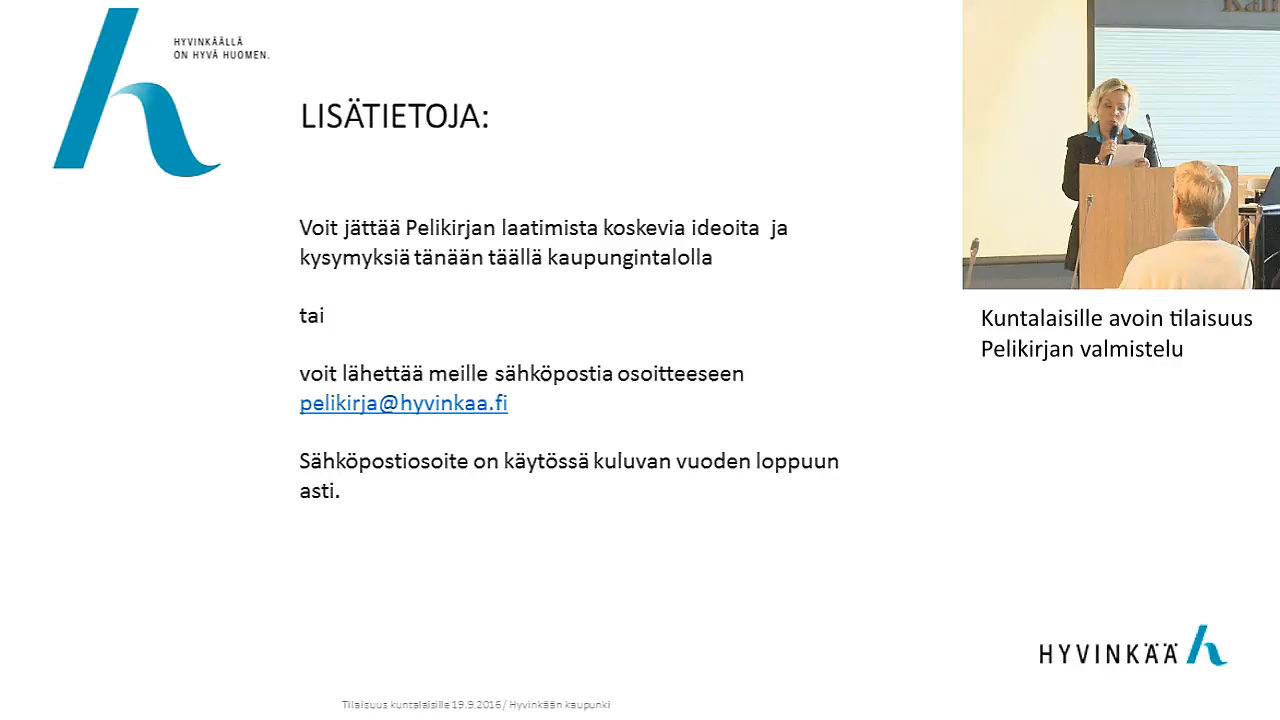 HYVINKÄÄLLÄ
ON HYVÄ HUOMEN.
LISÄTIETOJA:
Voit jättää Pelikirjan laatimista koskevia ideoita ja
kysymyksiä tänään täällä kaupungintalolla
tai
voit lähettää meille sähköpostia osoitteeseen
pelikirja@hyvinkaa.fi
Sähköpostiosoite on käytössä kuluvan vuoden loppuun
asti.
Kuntalaisille avoin tilaisuus
Pelikirjan valmistelu
HYVINKÄÄ
Tilaisuus kuntalaisille 19.9.2016 / Hyvinkään kaupunki